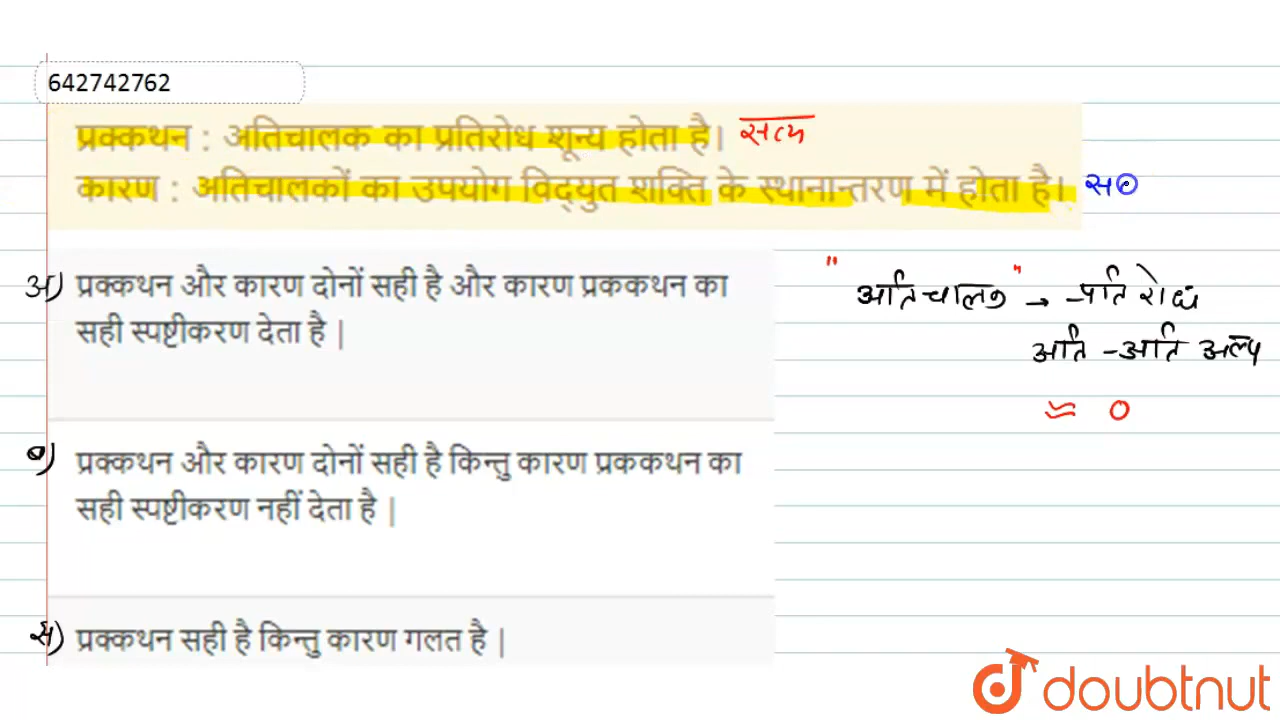 642742762
प्रक्कथन : अतिचालक का प्रतिरोध शून्य होता है। सत्य
कारण : अतिचालकों का उपयोग विद्युत शक्ति के स्थानान्तरण में होता है।
अ) प्रक्कथन और कारण दोनों सही है और कारण प्रककथन का
सही स्पष्टीकरण देता है |
"अतिचालक" → प्रतिरोध
अति -अति अल्प
≈ 0
ब) प्रक्कथन और कारण दोनों सही है किन्तु कारण प्रककथन का
सही स्पष्टीकरण नहीं देता है |
स) प्रक्कथन सही है किन्तु कारण गलत है |
doubtnut